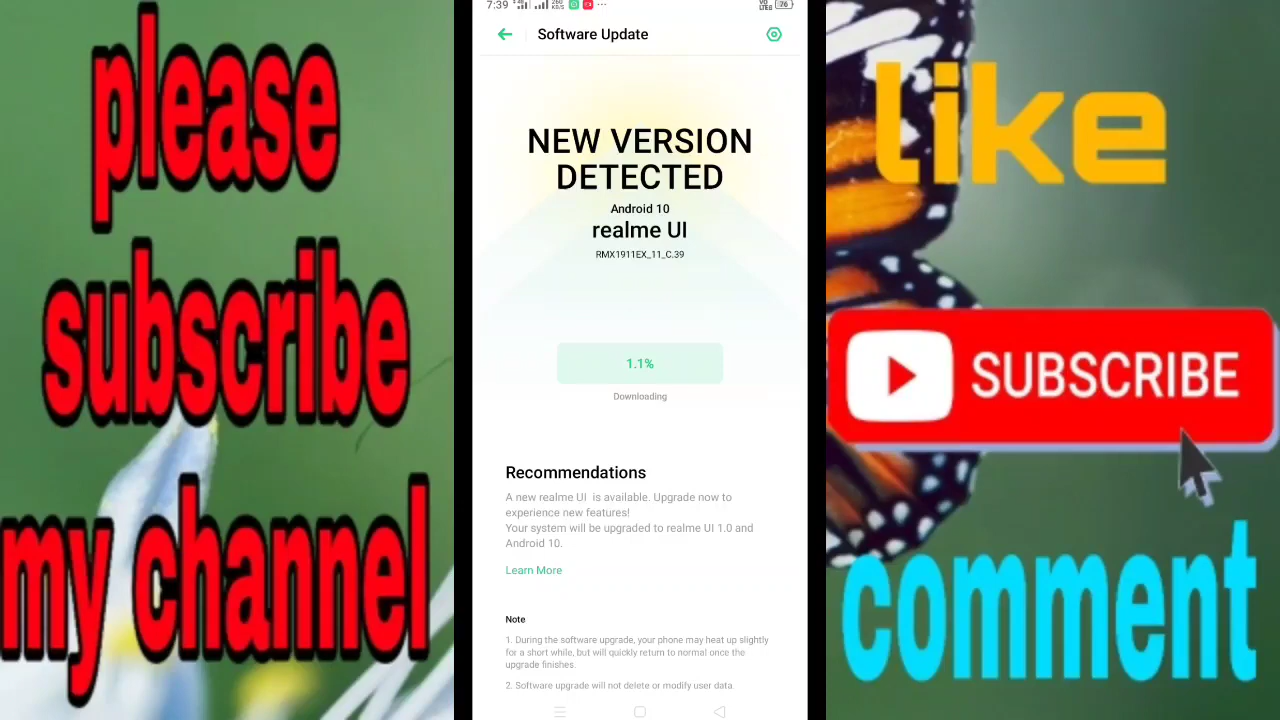 please
subscribe
my channel
7:39
76
Software Update
NEW VERSION
DETECTED
Android 10
realme UI
RMX1911EX_11_C.39
1.1%
Downloading
Recommendations
A new realme UI is available. Upgrade now to
experience new features!
Your system will be upgraded to realme UI 1.0 and
Android 10.
Learn More
Note
1. During the software upgrade, your phone may heat up slightly
for a short while, but will quickly return to normal once the
upgrade finishes.
2. Software upgrade will not delete or modify user data.
like
SUBSCRIBE
comment